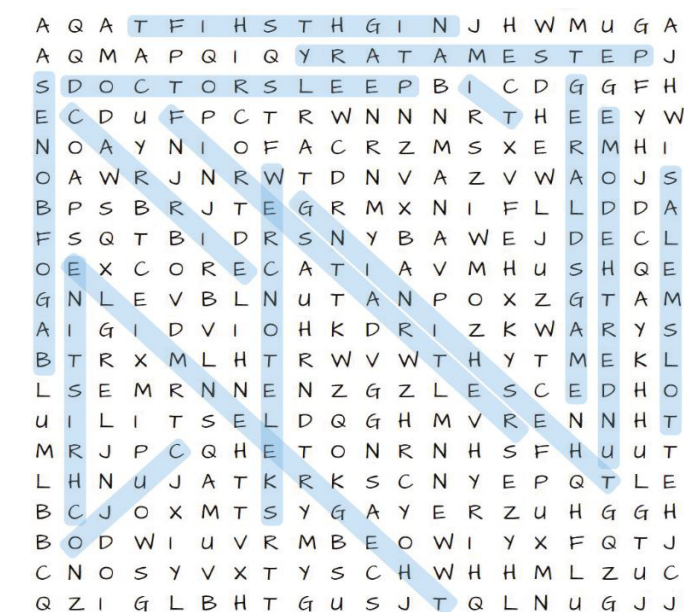 A Q A T F I H S T H G I N J H W M U G A
A Q M A P Q I Q Y R A T A M E S T E P J
S D O C T O R S L E E P B I C D G G F H
E C D U F P C T R W N N N R T H E E Y W
N O A Y N I O F A C R Z M S X E R M H I
O A W R J N R W T D N V A Z V W A O J S
B P S B R J T E G R M X N I F L L D D A
F S Q T B I D R S N Y B A W E J D E C L
O E X C O R E C A T I A V M H U S H Q E
G N L E V B L N U T A N P O X Z G T A M
A I G I D V I O H K D R I Z K W A R Y S
B T R X M L H T R W V W T H Y T M E K L
L S E M R N N E N Z G Z L E S C E D H O
U I L I T S E L D Q G H M V R E N N H T
M R J P C Q H E T O N R N H S F H U U T
L H N U J A T K R K S C N Y E P Q T L E
B C J O X M T S Y G A Y E R Z U H G G H
B O D W I U V R M B E O W I Y X F Q T J
C N O S Y V X T Y S C H W H H M L Z U C
Q Z I G L B H T G U S J T Q L N U G J J